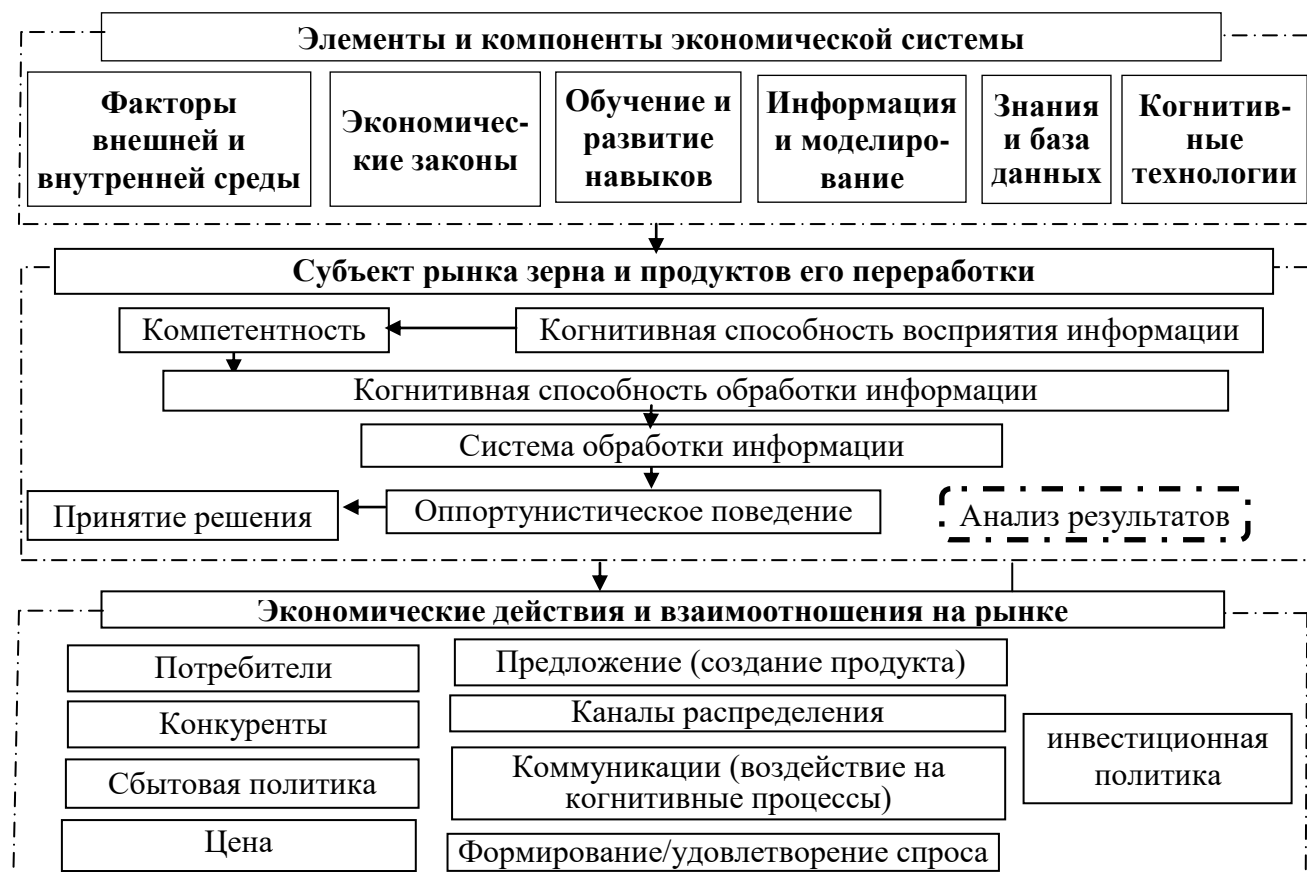 Элементы и компоненты экономической системы
Факторы
внешней и
внутренней среды
Экономичес-
кие законы
Обучение и
развитие
навыков
Информация
и моделиро-
вание
Знания
и база
данных
Когнитив-
ные
технологии
Субъект рынка зерна и продуктов его переработки
Компетентность
Когнитивная способность восприятия информации
Когнитивная способность обработки информации
Система обработки информации
Принятие решения
Оппортунистическое поведение
Анализ результатов
Экономические действия и взаимоотношения на рынке
Потребители
Конкуренты
Сбытовая политика
Цена
Предложение (создание продукта)
Каналы распределения
Коммуникации (воздействие на
когнитивные процессы)
Формирование/удовлетворение спроса
инвестиционная
политика